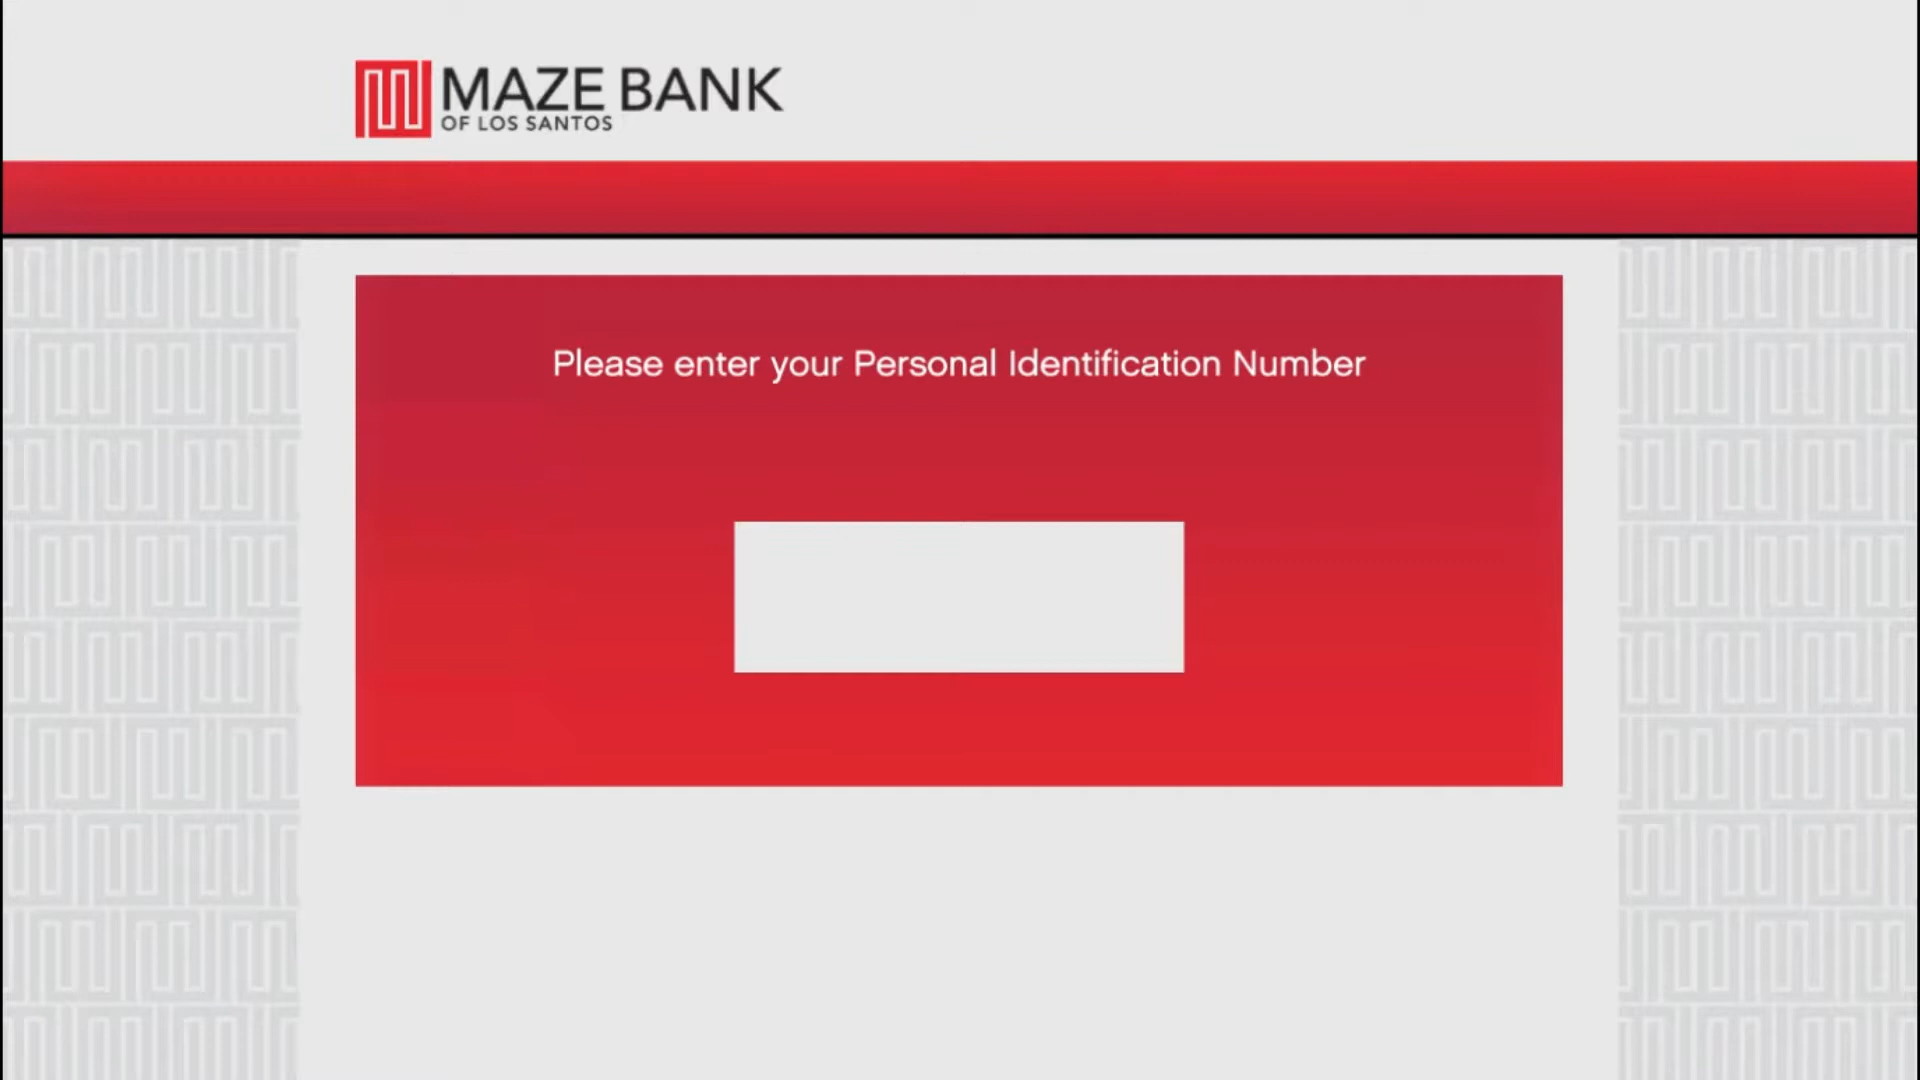 MAZE BANK
OF LOS SANTOS
Please enter your Personal Identification Number